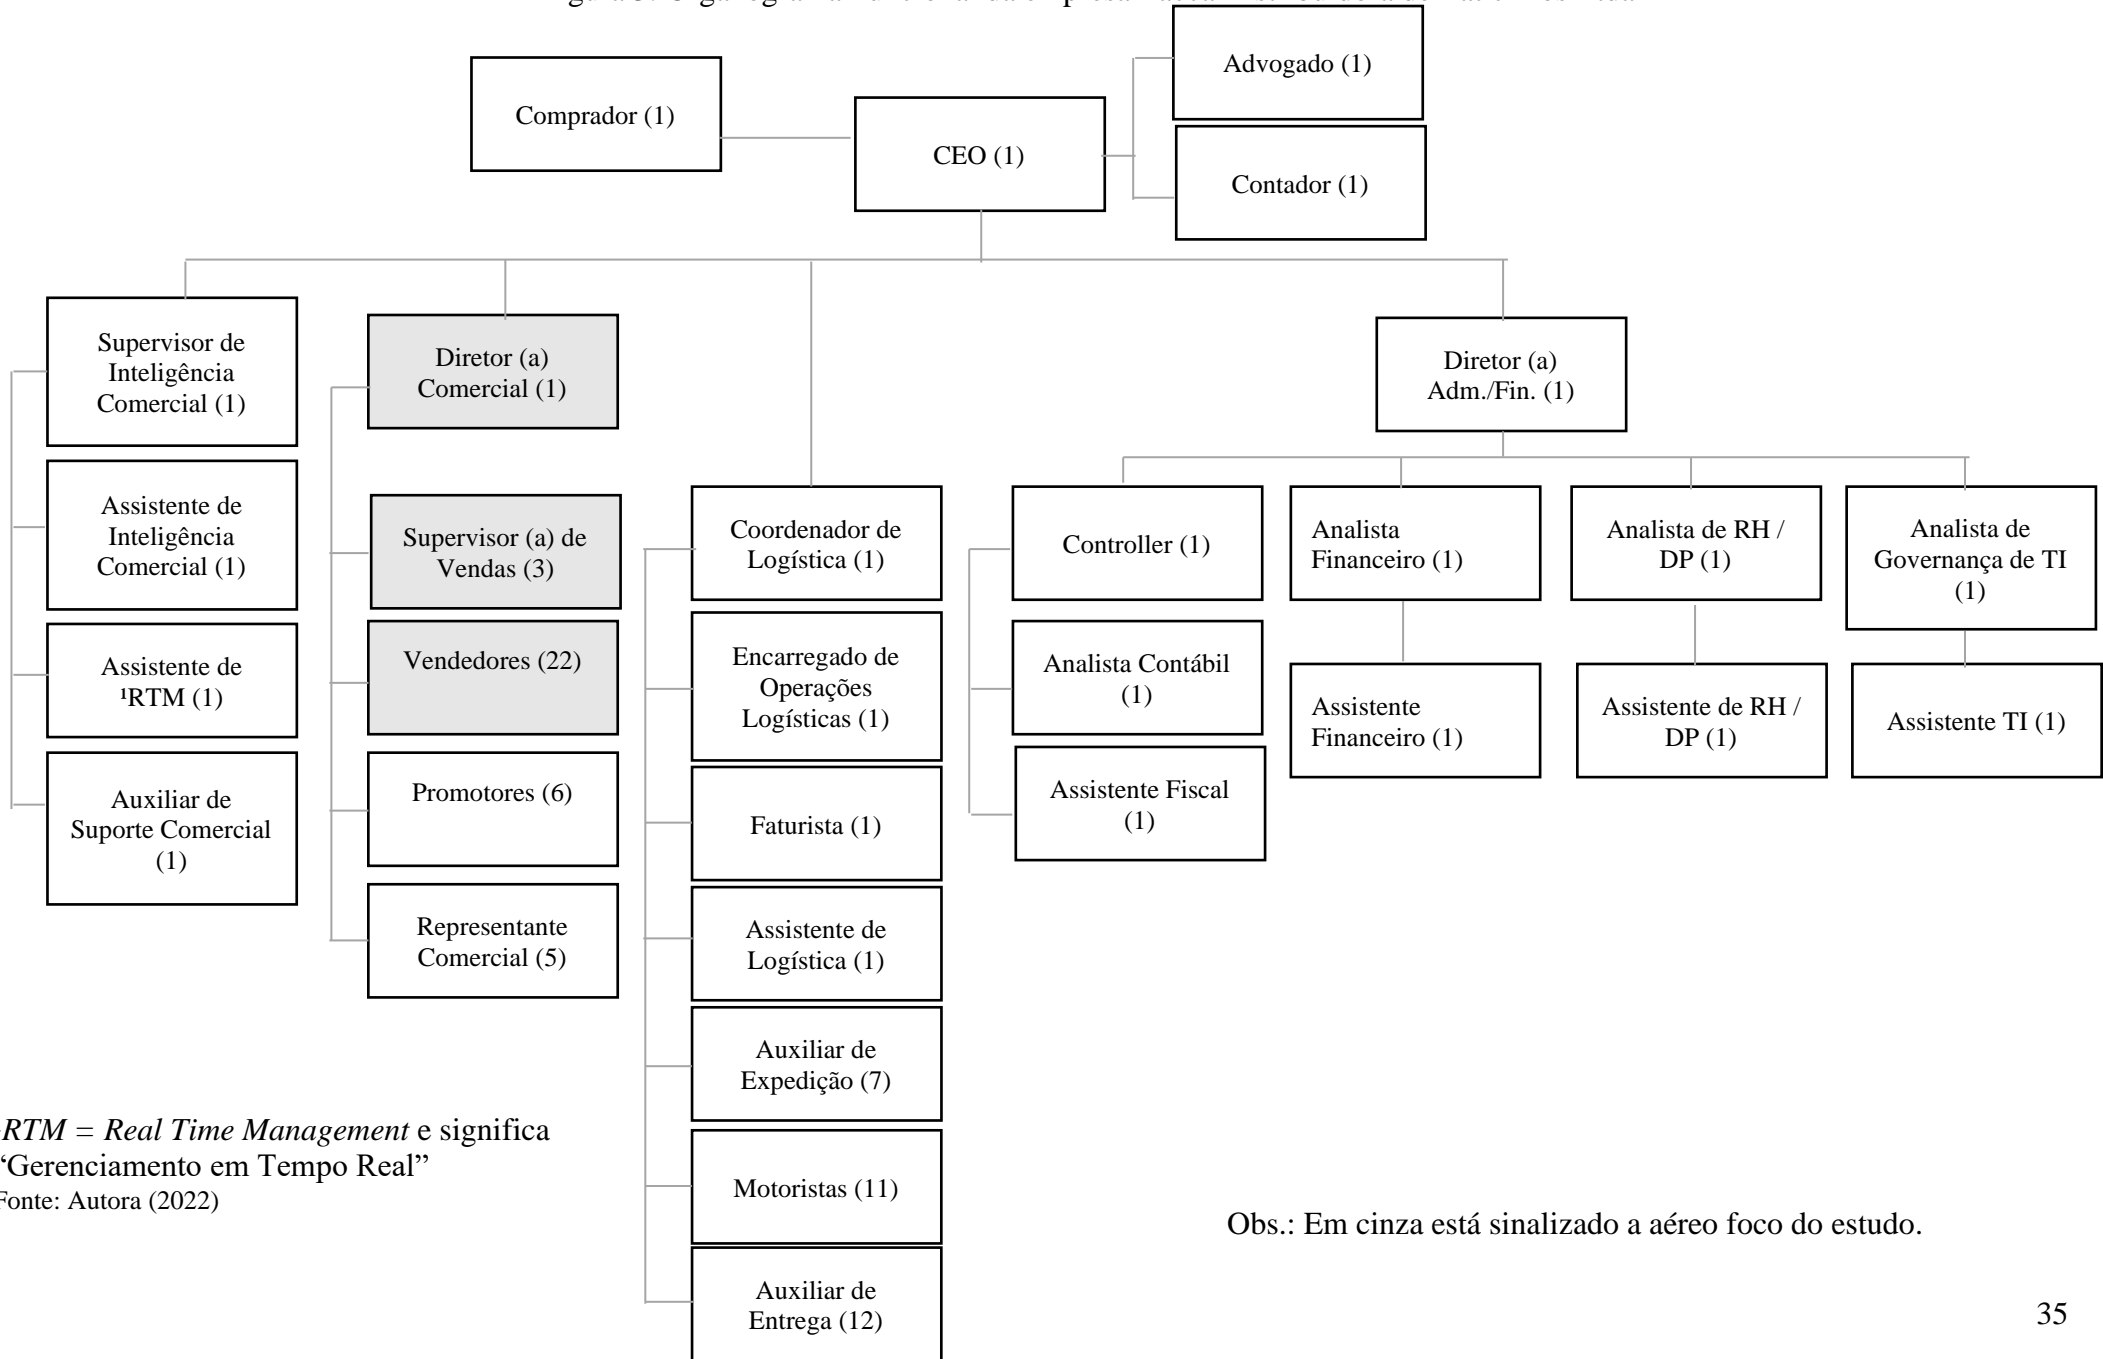 Advogado (1)
Comprador (1)
CEO (1)
Contador (1)
Supervisor de
Inteligência
Comercial (1)
Assistente de
Inteligência
Comercial (1)
Assistente de
¹RTM (1)
Auxiliar de
Suporte Comercial
(1)
Diretor (a)
Comercial (1)
Supervisor (a) de
Vendas (3)
Vendedores (22)
Promotores (6)
Representante
Comercial (5)
Coordenador de
Logística (1)
Encarregado de
Operações
Logísticas (1)
Faturista (1)
Assistente de
Logística (1)
Auxiliar de
Expedição (7)
Motoristas (11)
Auxiliar de
Entrega (12)
Diretor (a)
Adm./Fin. (1)
Controller (1)
Analista Contábil
(1)
Assistente Fiscal
(1)
Analista
Financeiro (1)
Assistente
Financeiro (1)
Analista de RH /
DP (1)
Assistente de RH /
DP (1)
Analista de
Governança de TI
(1)
Assistente TI (1)
RTM = Real Time Management e significa
“Gerenciamento em Tempo Real”
Fonte: Autora (2022)
Obs.: Em cinza está sinalizado a aéreo foco do estudo.
35